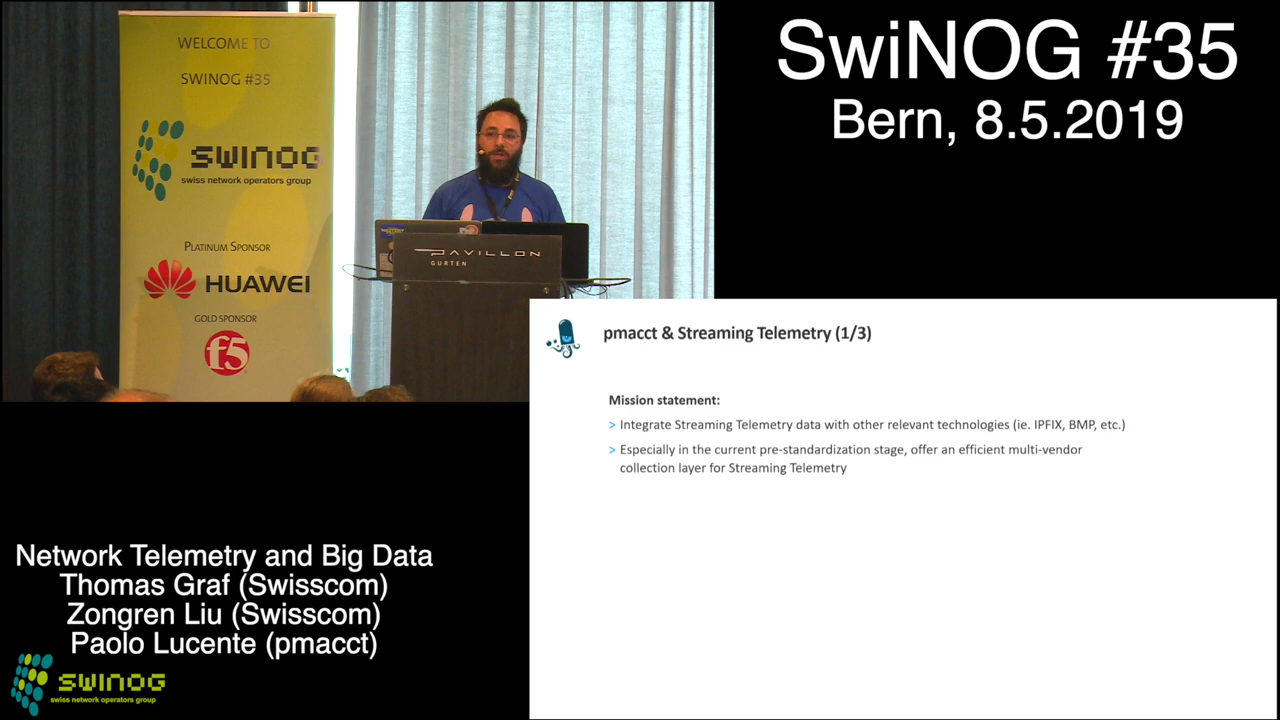 WELCOME TO
SWINOG #35
SWINOG
swiss network operators group
PLATINUM SPONSOR
HUAWEI
GOLD SPONSOR
f5
PAVILLON
GURTEN
SwiNOG #35
Bern, 8.5.2019
pmacct & Streaming Telemetry (1/3)
Mission statement:
> Integrate Streaming Telemetry data with other relevant technologies (ie. IPFIX, BMP, etc.)
> Especially in the current pre-standardization stage, offer an efficient multi-vendor
collection layer for Streaming Telemetry
Network Telemetry and Big Data
Thomas Graf (Swisscom)
Zongren Liu (Swisscom)
Paolo Lucente (pmacct)
SWINOG
swiss network operators group